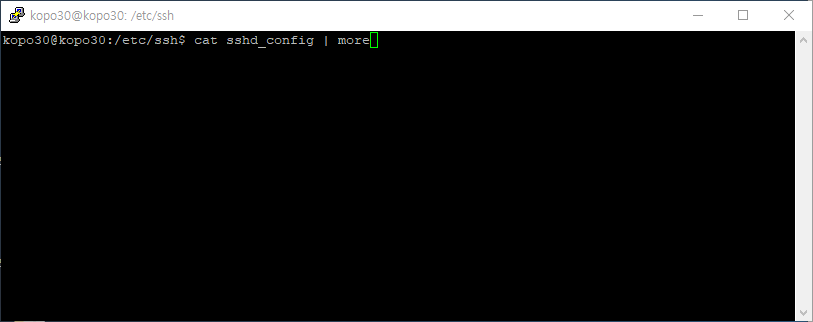 kopo30@kopo30: /etc/ssh
kopo30@kopo30:/etc/ssh$ cat sshd_config | more